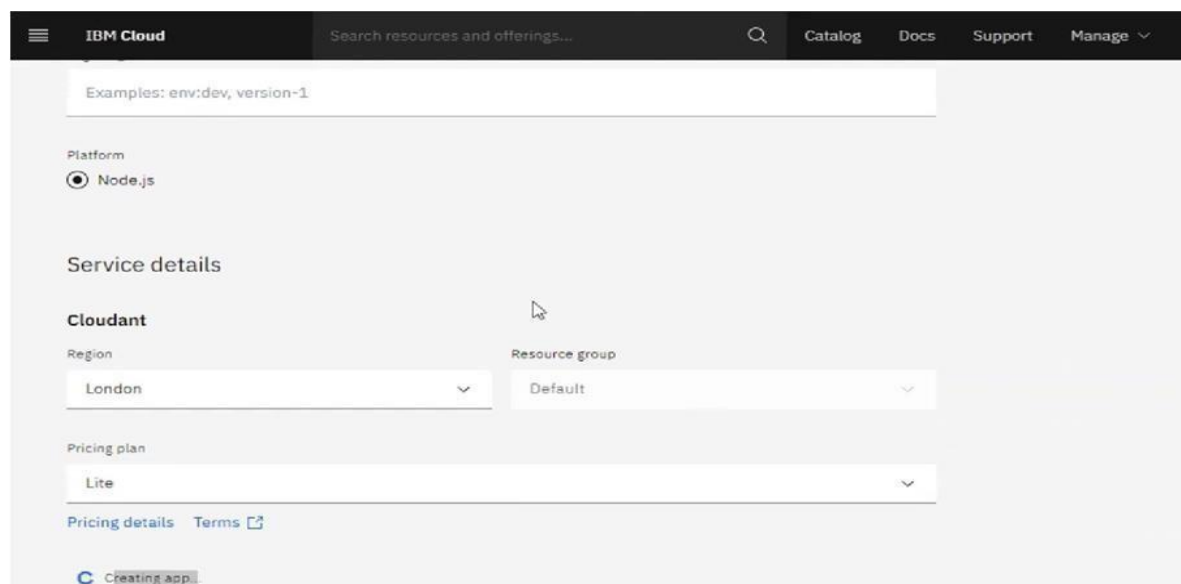 IBM Cloud Search resources and offerings... Catalog Docs Support Manage
Examples: env:dev, version-1
Platform
Node.js
Service details
Cloudant
Region Resource group
London Default
Pricing plan
Lite
Pricing details Terms
Creating app...